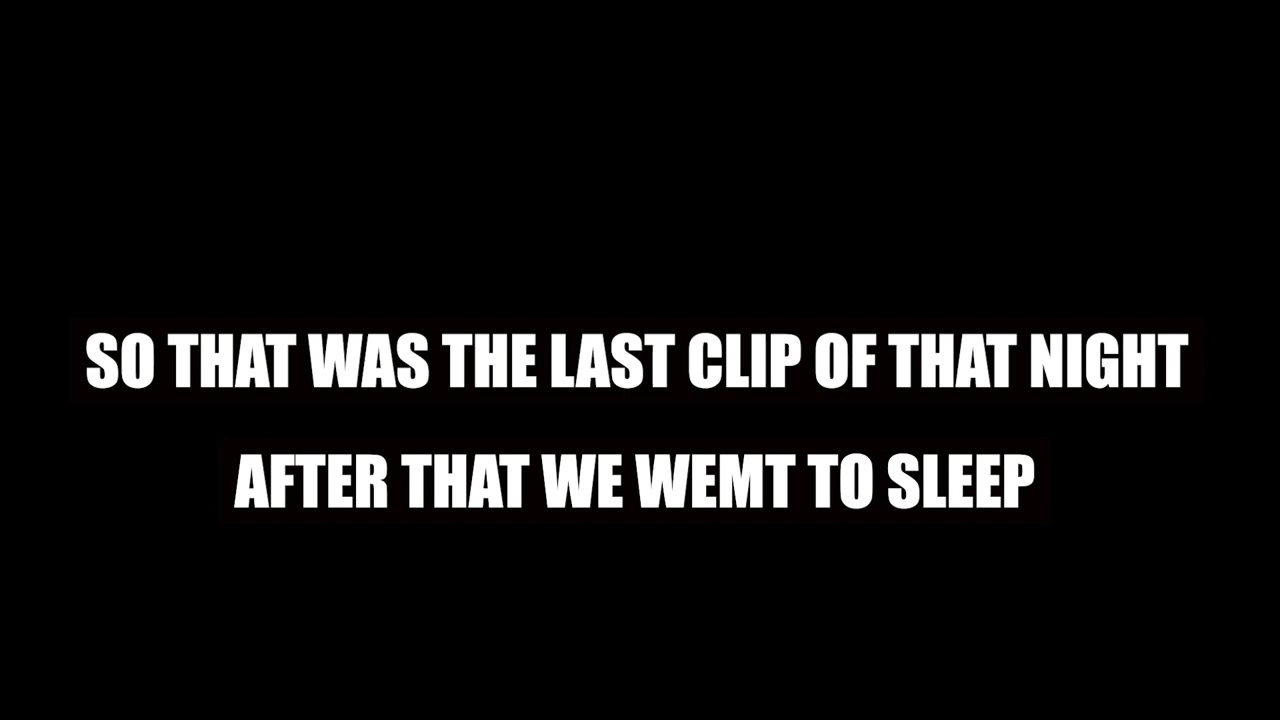 SO THAT WAS THE LAST CLIP OF THAT NIGHT
AFTER THAT WE WEMT TO SLEEP